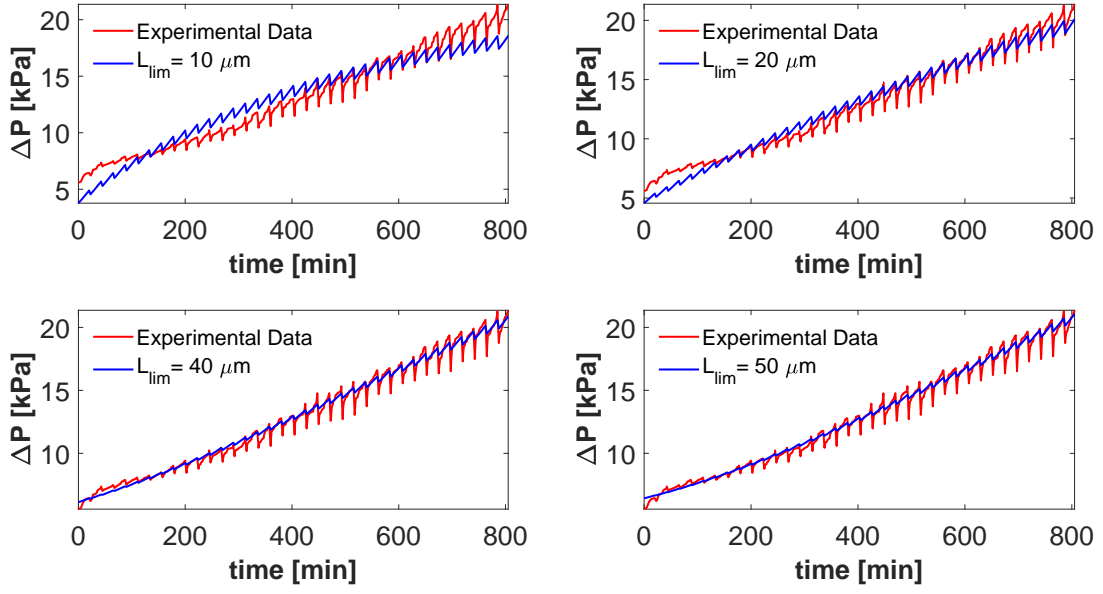 20
15
10
5
ΔP [kPa]
Experimental Data
L_lim = 10 μm
0 200 400 600 800
time [min]
20
15
10
5
ΔP [kPa]
Experimental Data
L_lim = 20 μm
0 200 400 600 800
time [min]
20
15
10
ΔP [kPa]
Experimental Data
L_lim = 40 μm
0 200 400 600 800
time [min]
20
15
10
ΔP [kPa]
Experimental Data
L_lim = 50 μm
0 200 400 600 800
time [min]